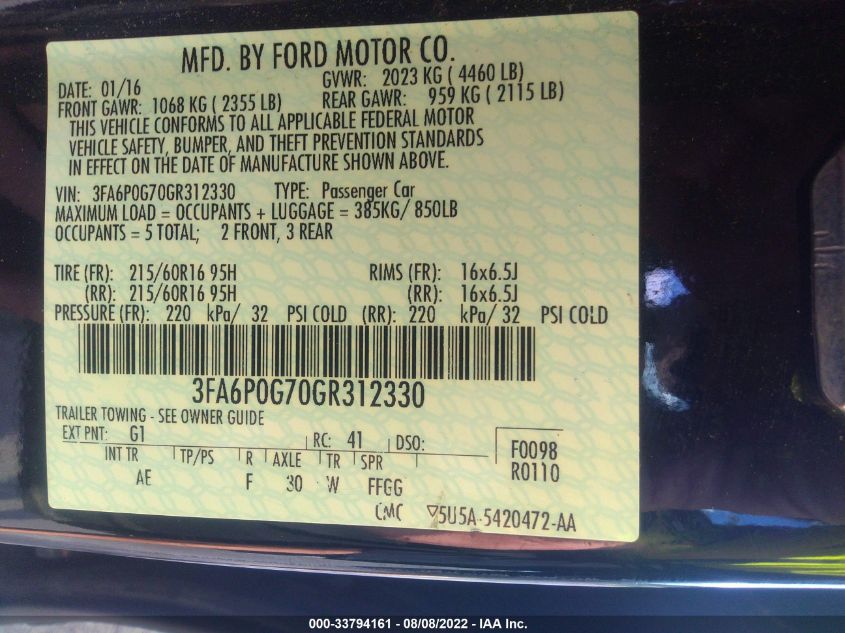 MFD. BY FORD MOTOR CO.
DATE: 01/16 GVWR: 2023 KG ( 4460 LB)
FRONT GAWR: 1068 KG ( 2355 LB) REAR GAWR: 959 KG ( 2115 LB)
THIS VEHICLE CONFORMS TO ALL APPLICABLE FEDERAL MOTOR
VEHICLE SAFETY, BUMPER, AND THEFT PREVENTION STANDARDS
IN EFFECT ON THE DATE OF MANUFACTURE SHOWN ABOVE.
VIN: 3FA6P0G70GR312330 TYPE: Passenger Car
MAXIMUM LOAD = OCCUPANTS + LUGGAGE = 385KG/ 850LB
OCCUPANTS = 5 TOTAL; 2 FRONT, 3 REAR
TIRE (FR): 215/60R16 95H RIMS (FR): 16x6.5J
(RR): 215/60R16 95H (RR): 16x6.5J
PRESSURE (FR): 220 kPa/ 32 PSI COLD (RR): 220 kPa/ 32 PSI COLD
3FA6P0G70GR312330
TRAILER TOWING - SEE OWNER GUIDE
EXT PNT: G1 RC: 41 DSO: F0098
INT TR TP/PS R AXLE TR SPR R0110
AE F 30 W FFGG
CMC 5U5A-5420472-AA
000-33794161 - 08/08/2022 - IAA Inc.